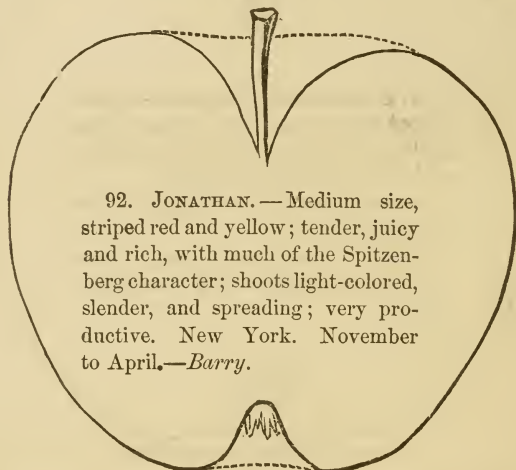 92. JONATHAN.—Medium size,
striped red and yellow; tender, juicy
and rich, with much of the Spitzen-
berg character; shoots light-colored,
slender, and spreading; very pro-
ductive. New York. November
to April.—Barry.